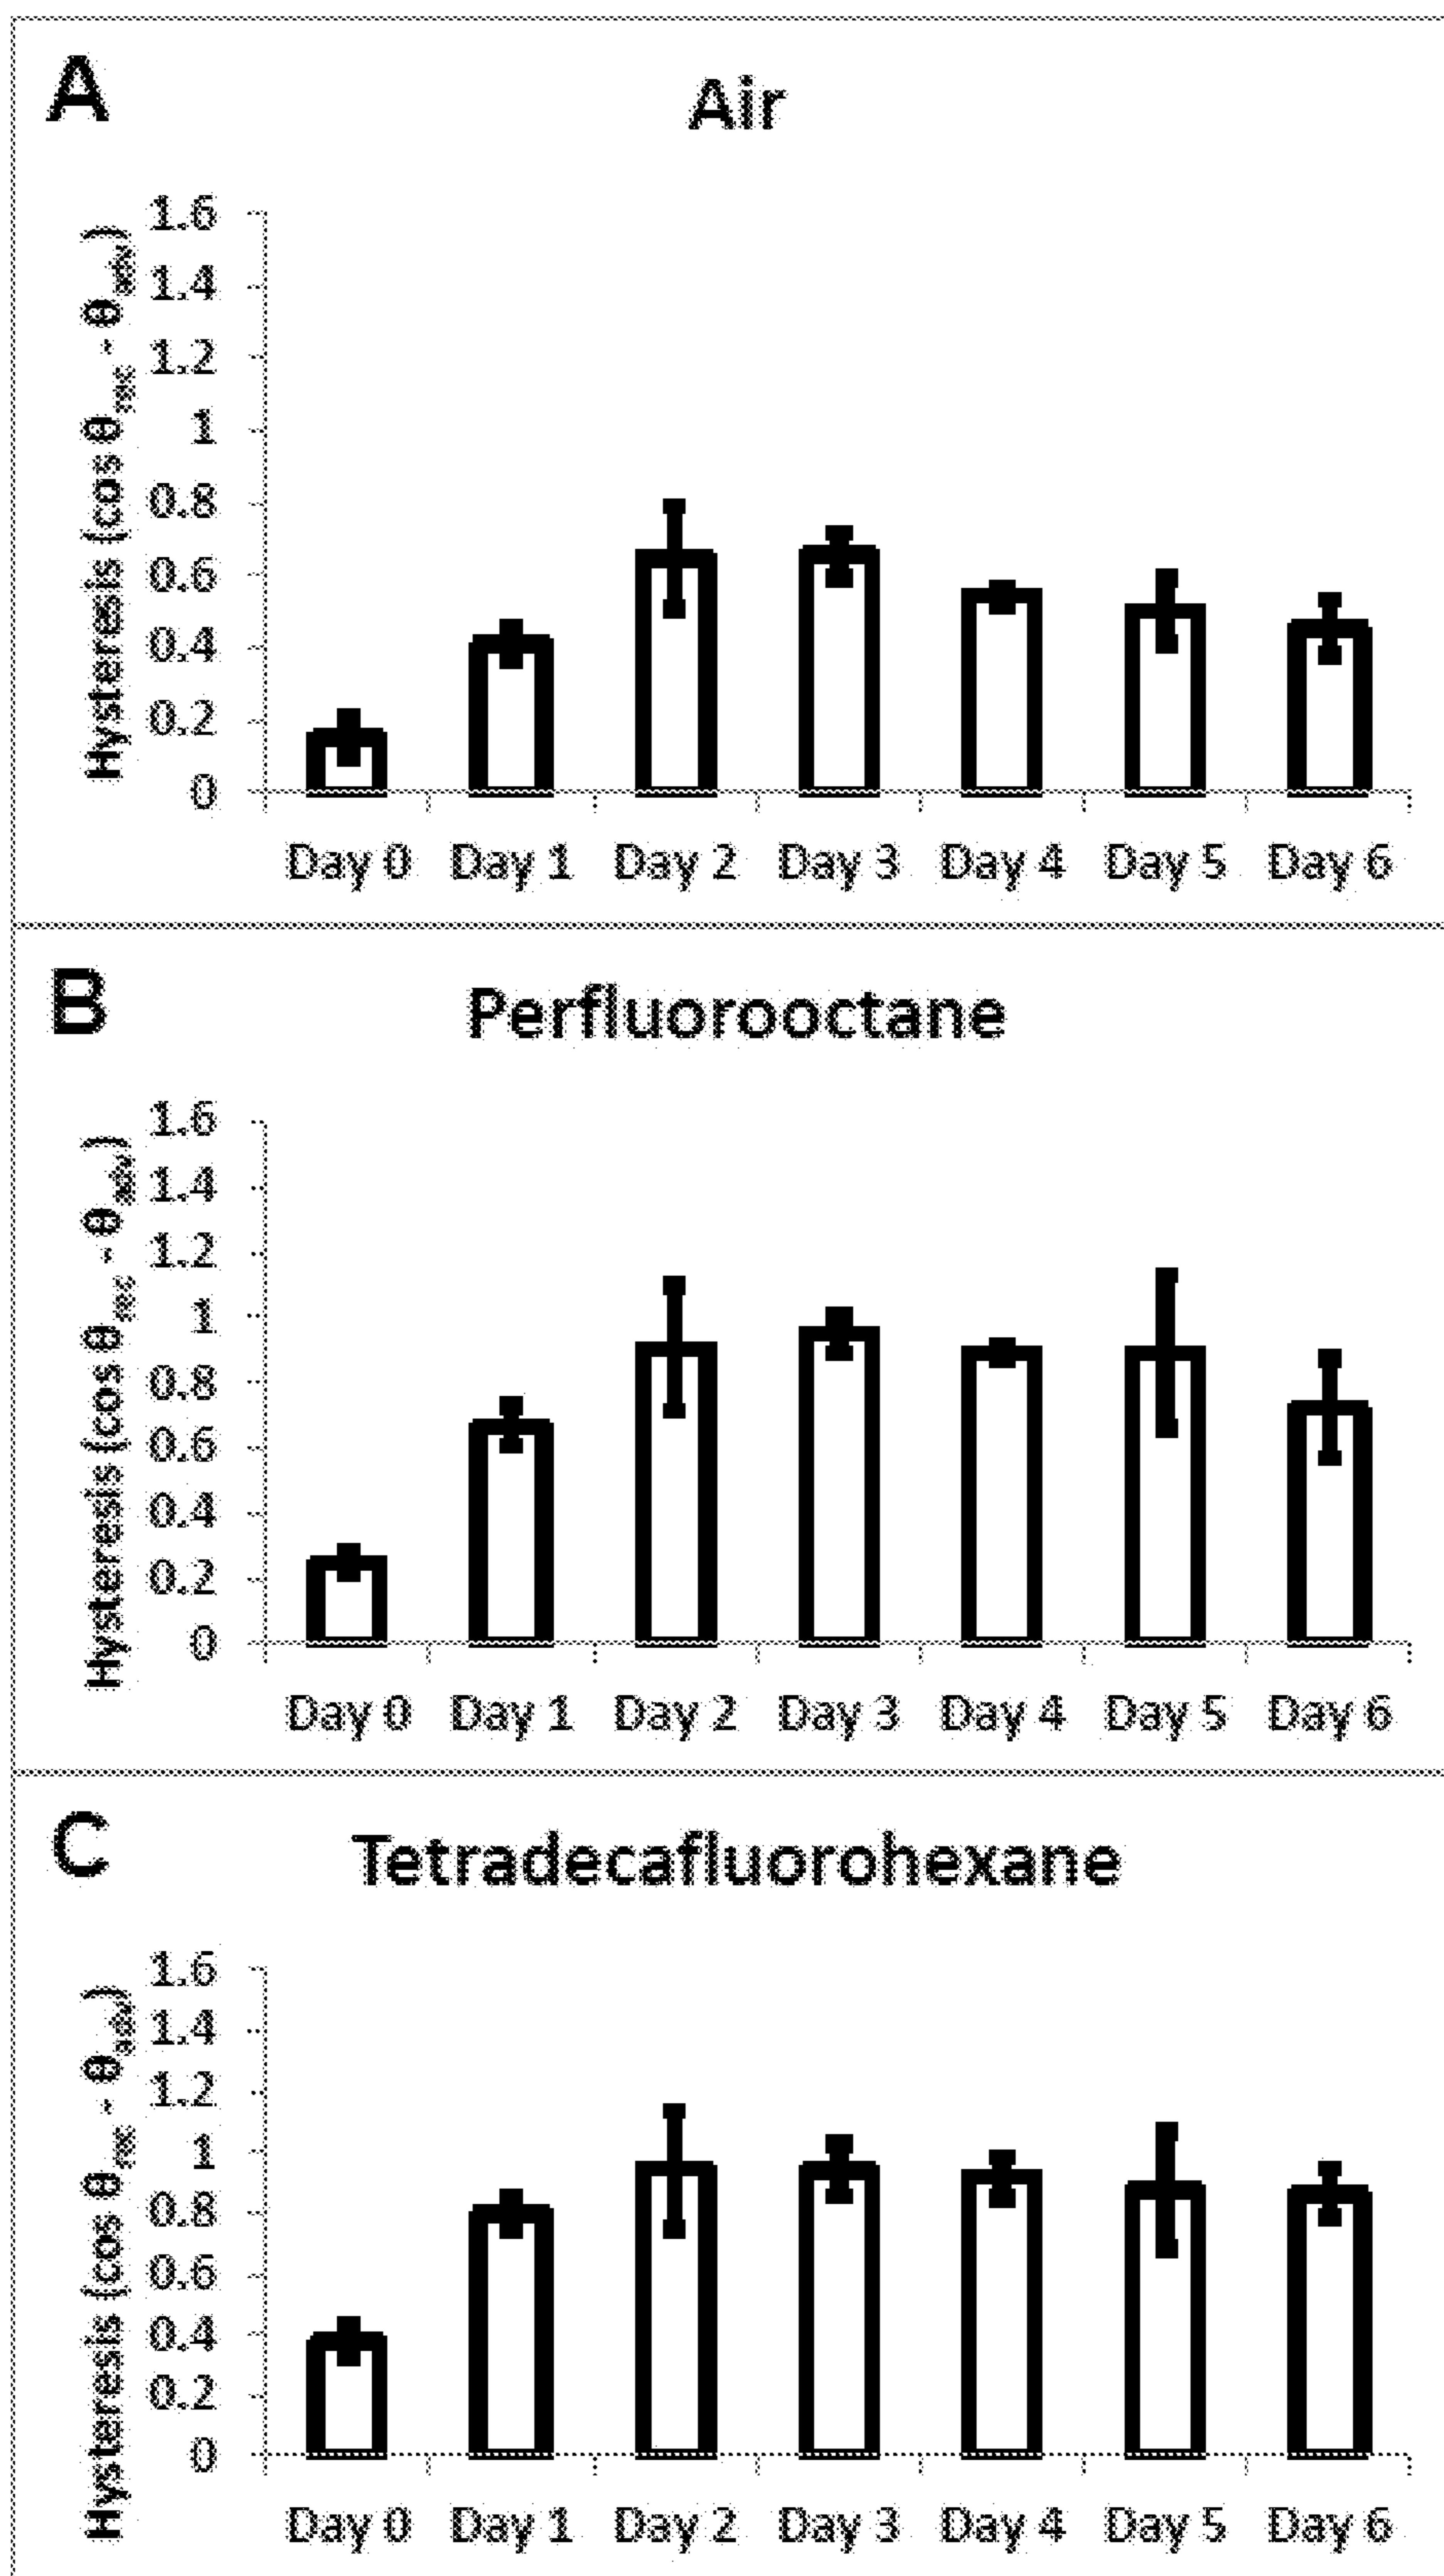 A
Air
Hysteresis (cos θrec - θadv)
1.6
1.4
1.2
1
0.8
0.6
0.4
0.2
0
Day 0 Day 1 Day 2 Day 3 Day 4 Day 5 Day 6
B
Perfluorooctane
Hysteresis (cos θrec - θadv)
1.6
1.4
1.2
1
0.8
0.6
0.4
0.2
0
Day 0 Day 1 Day 2 Day 3 Day 4 Day 5 Day 6
C
Tetradecafluorohexane
Hysteresis (cos θrec - θadv)
1.6
1.4
1.2
1
0.8
0.6
0.4
0.2
0
Day 0 Day 1 Day 2 Day 3 Day 4 Day 5 Day 6